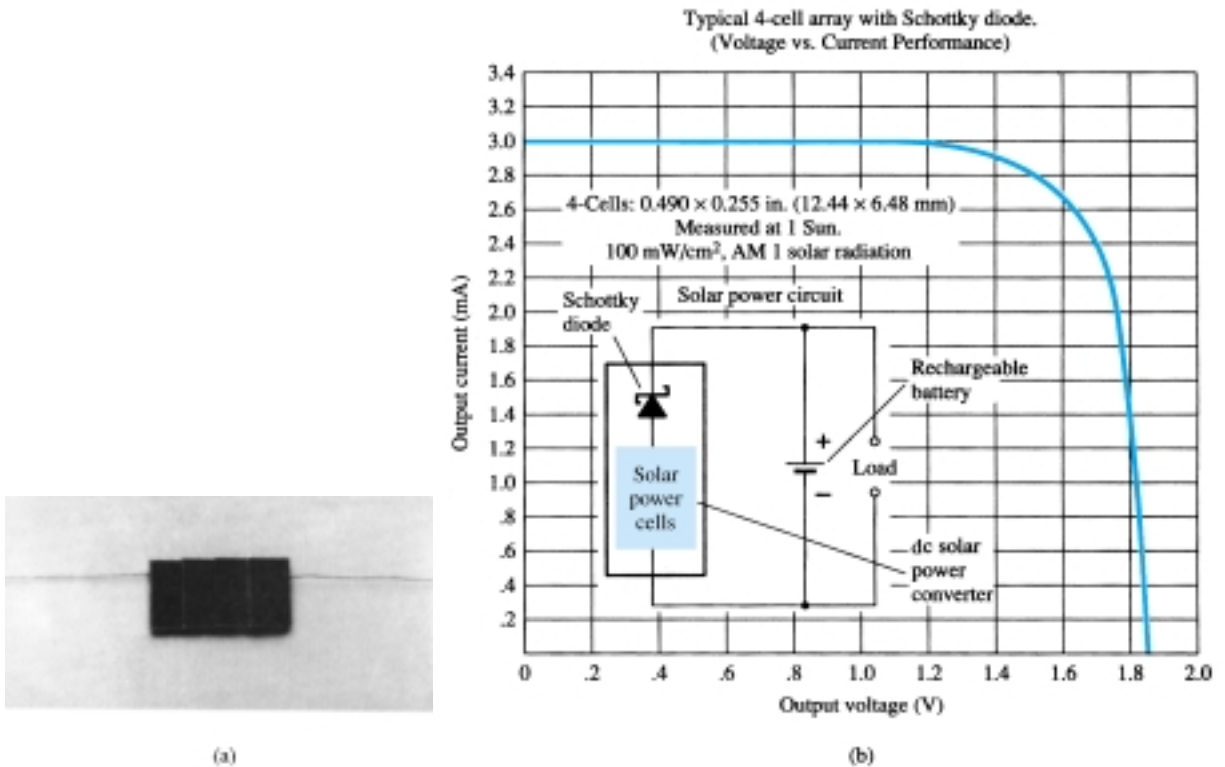 Typical 4-cell array with Schottky diode.
(Voltage vs. Current Performance)
3.4
3.2
3.0
2.8
2.6
2.4
2.2
2.0
1.8
1.6
1.4
1.2
1.0
.8
.6
.4
.2
Output current (mA)
4-Cells: 0.490 × 0.255 in. (12.44 × 6.48 mm)
Measured at 1 Sun.
100 mW/cm², AM 1 solar radiation
Solar power circuit
Schottky
diode
Rechargeable
battery
+
Load
−
Solar
power
cells
dc solar
power
converter
0 .2 .4 .6 .8 1.0 1.2 1.4 1.6 1.8 2.0
Output voltage (V)
(a)
(b)